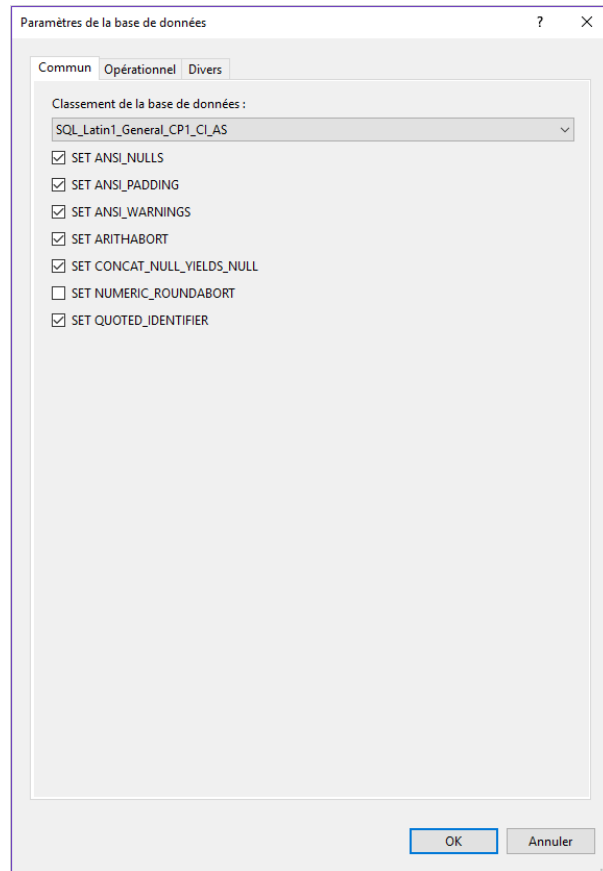 Paramètres de la base de données
Commun Opérationnel Divers
Classement de la base de données :
SQL_Latin1_General_CP1_CI_AS
SET ANSI_NULLS
SET ANSI_PADDING
SET ANSI_WARNINGS
SET ARITHABORT
SET CONCAT_NULL_YIELDS_NULL
SET NUMERIC_ROUNDABORT
SET QUOTED_IDENTIFIER
OK Annuler